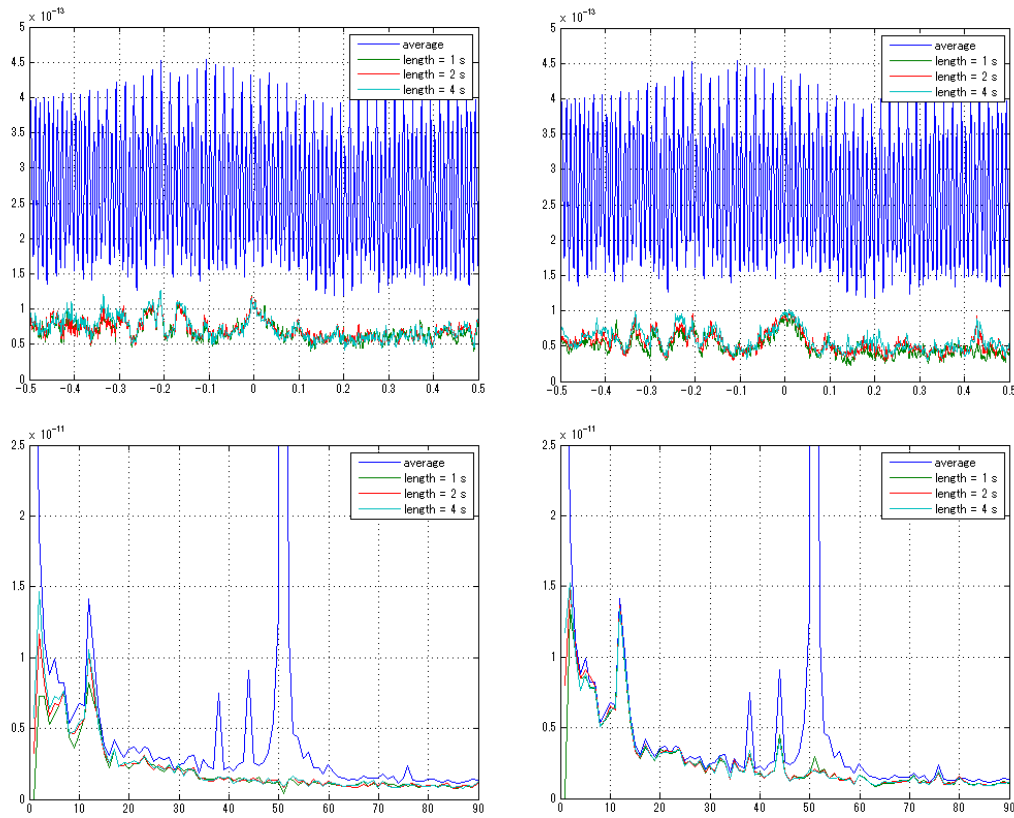 × 10⁻¹³
5
4.5
4
3.5
3
2.5
2
1.5
1
0.5
0
-0.5 -0.4 -0.3 -0.2 -0.1 0 0.1 0.2 0.3 0.4 0.5
average
length = 1 s
length = 2 s
length = 4 s
× 10⁻¹³
5
4.5
4
3.5
3
2.5
2
1.5
1
0.5
0
-0.5 -0.4 -0.3 -0.2 -0.1 0 0.1 0.2 0.3 0.4 0.5
average
length = 1 s
length = 2 s
length = 4 s
× 10⁻¹¹
2.5
2
1.5
1
0.5
0
0 10 20 30 40 50 60 70 80 90
average
length = 1 s
length = 2 s
length = 4 s
× 10⁻¹¹
2.5
2
1.5
1
0.5
0
0 10 20 30 40 50 60 70 80 90
average
length = 1 s
length = 2 s
length = 4 s